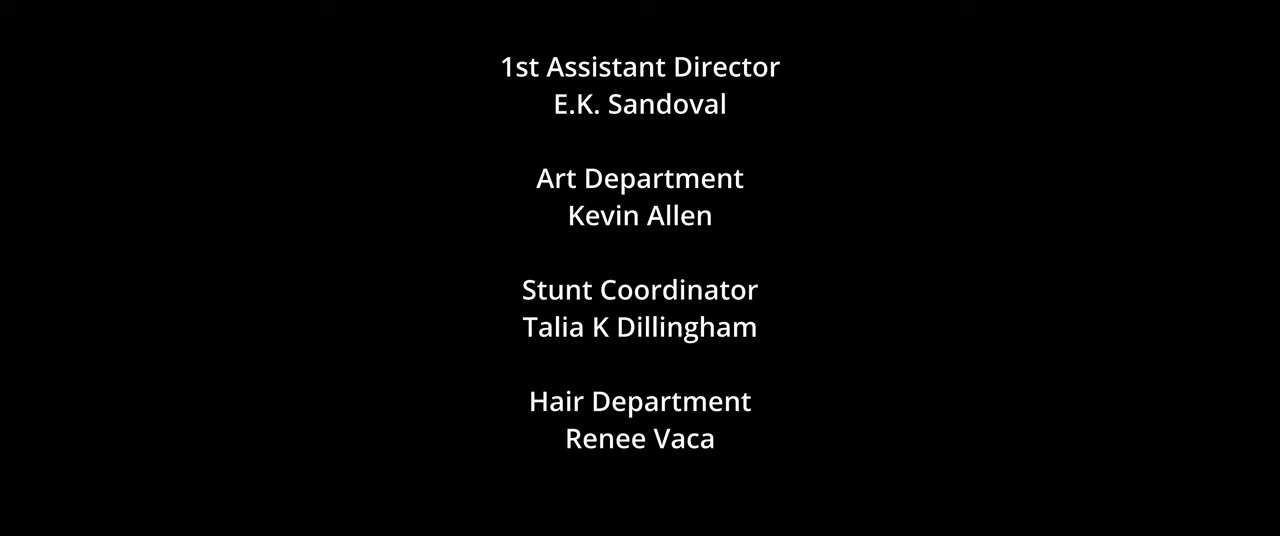 1st Assistant Director
E.K. Sandoval
Art Department
Kevin Allen
Stunt Coordinator
Talia K Dillingham
Hair Department
Renee Vaca